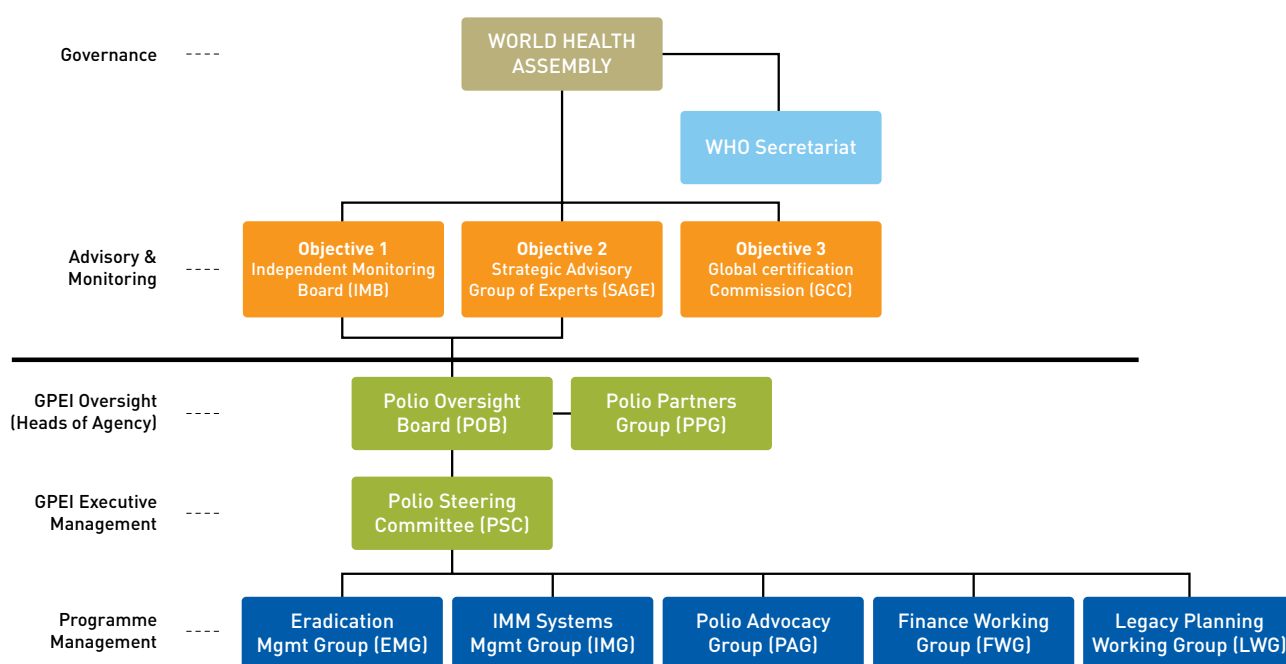 Governance
WORLD HEALTH
ASSEMBLY
WHO Secretariat
Advisory &
Monitoring
Objective 1
Independent Monitoring
Board (IMB)
Objective 2
Strategic Advisory
Group of Experts (SAGE)
Objective 3
Global certification
Commission (GCC)
GPEI Oversight
(Heads of Agency)
Polio Oversight
Board (POB)
Polio Partners
Group (PPG)
GPEI Executive
Management
Polio Steering
Committee (PSC)
Programme
Management
Eradication
Mgmt Group (EMG)
IMM Systems
Mgmt Group (IMG)
Polio Advocacy
Group (PAG)
Finance Working
Group (FWG)
Legacy Planning
Working Group (LWG)